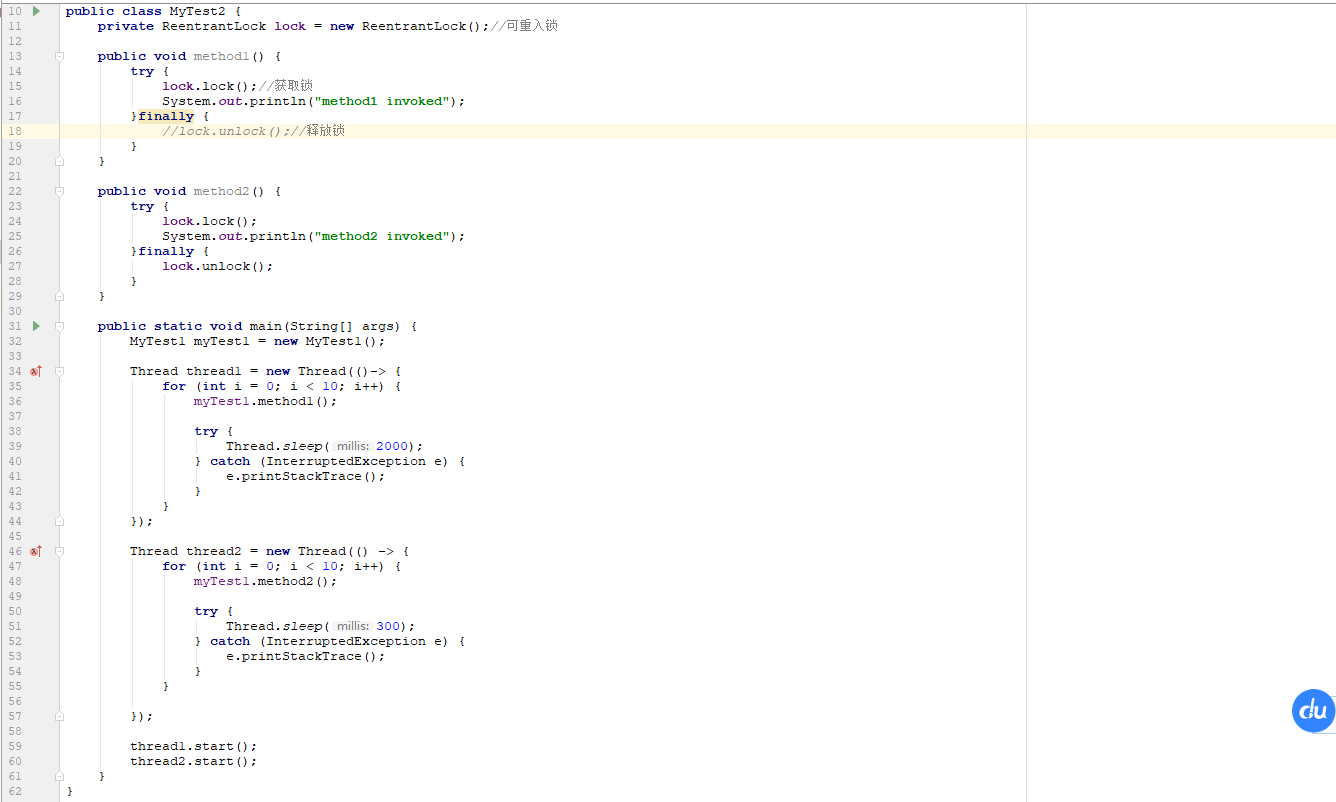 10 public class MyTest2 {
11 private ReentrantLock lock = new ReentrantLock();//可重入锁
12
13 public void method1() {
14 try {
15 lock.lock();//获取锁
16 System.out.println("method1 invoked");
17 }finally {
18 //lock.unlock();//释放锁
19 }
20 }
21
22 public void method2() {
23 try {
24 lock.lock();
25 System.out.println("method2 invoked");
26 }finally {
27 lock.unlock();
28 }
29 }
30
31 public static void main(String[] args) {
32 MyTest1 myTest1 = new MyTest1();
33
34 Thread thread1 = new Thread(()-> {
35 for (int i = 0; i < 10; i++) {
36 myTest1.method1();
37
38 try {
39 Thread.sleep( millis: 2000);
40 } catch (InterruptedException e) {
41 e.printStackTrace();
42 }
43 }
44 });
45
46 Thread thread2 = new Thread(() -> {
47 for (int i = 0; i < 10; i++) {
48 myTest1.method2();
49
50 try {
51 Thread.sleep( millis: 300);
52 } catch (InterruptedException e) {
53 e.printStackTrace();
54 }
55 }
56
57 });
58
59 thread1.start();
60 thread2.start();
61 }
62 }
du